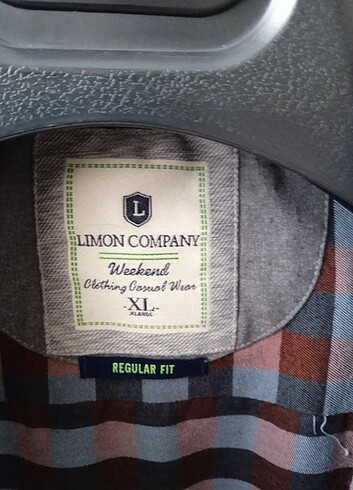 L
LIMON COMPANY
Weekend
Clothing Casual Wear
-XL-
XLARGE
REGULAR FIT